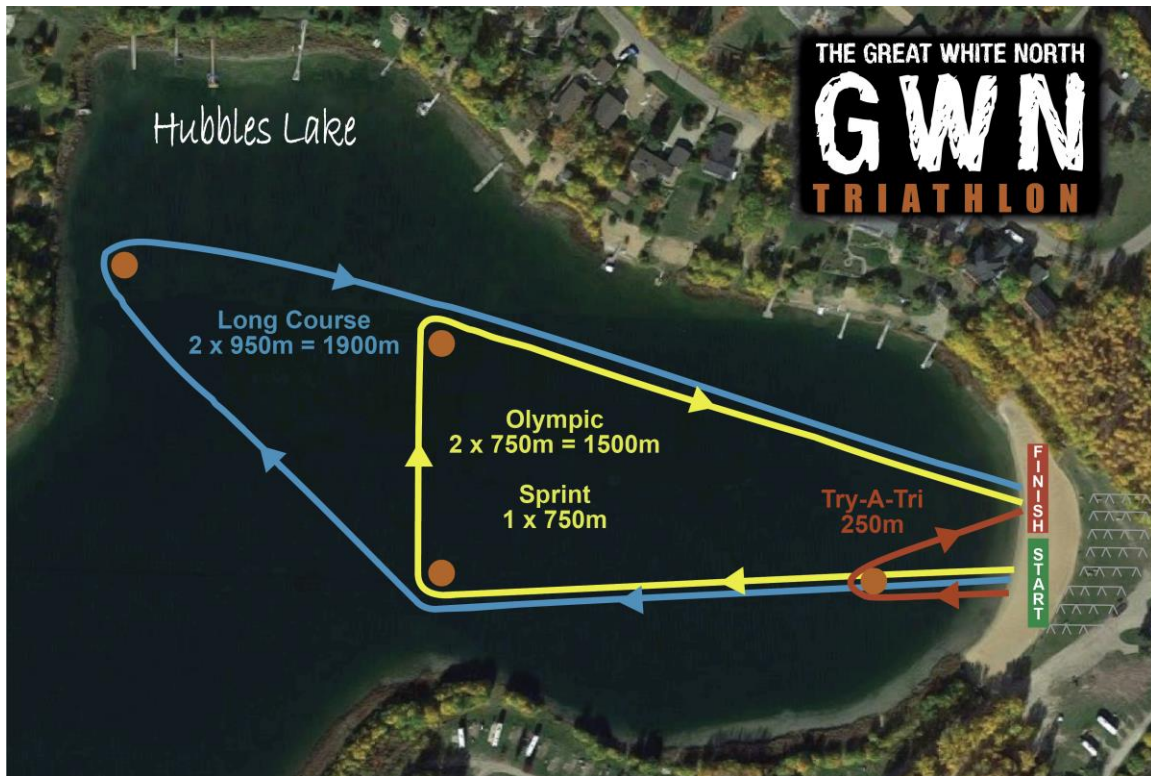 THE GREAT WHITE NORTH
GWN
TRIATHLON
Hubbles Lake
Long Course
2 x 950m = 1900m
Olympic
2 x 750m = 1500m
Sprint
1 x 750m
Try-A-Tri
250m
FINISH
START